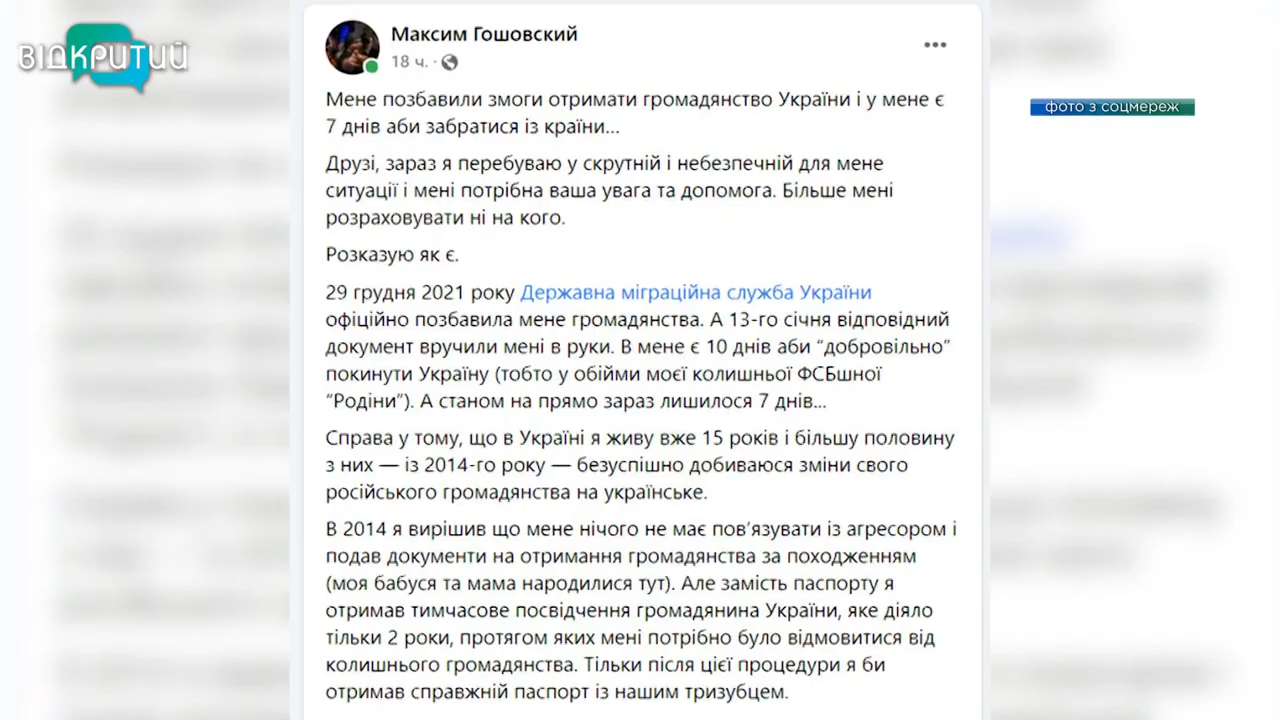 ВІДКРИТИЙ
Максим Гошовский
18 ч. ·
фото з соцмереж
Мене позбавили змоги отримати громадянство України і у мене є
7 днів аби забратися із країни...
Друзі, зараз я перебуваю у скрутній і небезпечній для мене
ситуації і мені потрібна ваша увага та допомога. Більше мені
розраховувати ні на кого.
Розказую як є.
29 грудня 2021 року Державна міграційна служба України
офіційно позбавила мене громадянства. А 13-го січня відповідний
документ вручили мені в руки. В мене є 10 днів аби “добровільно”
покинути Україну (тобто у обійми моєї колишньої ФСБшної
“Родіни”). А станом на прямо зараз лишилося 7 днів...
Справа у тому, що в Україні я живу вже 15 років і більшу половину
з них — із 2014-го року — безуспішно добиваюся зміни свого
російського громадянства на українське.
В 2014 я вирішив що мене нічого не має пов’язувати із агресором і
подав документи на отримання громадянства за походженням
(моя бабуся та мама народилися тут). Але замість паспорту я
отримав тимчасове посвідчення громадянина України, яке діяло
тільки 2 роки, протягом яких мені потрібно було відмовитися від
колишнього громадянства. Тільки після цієї процедури я би
отримав справжній паспорт із нашим тризубцем.